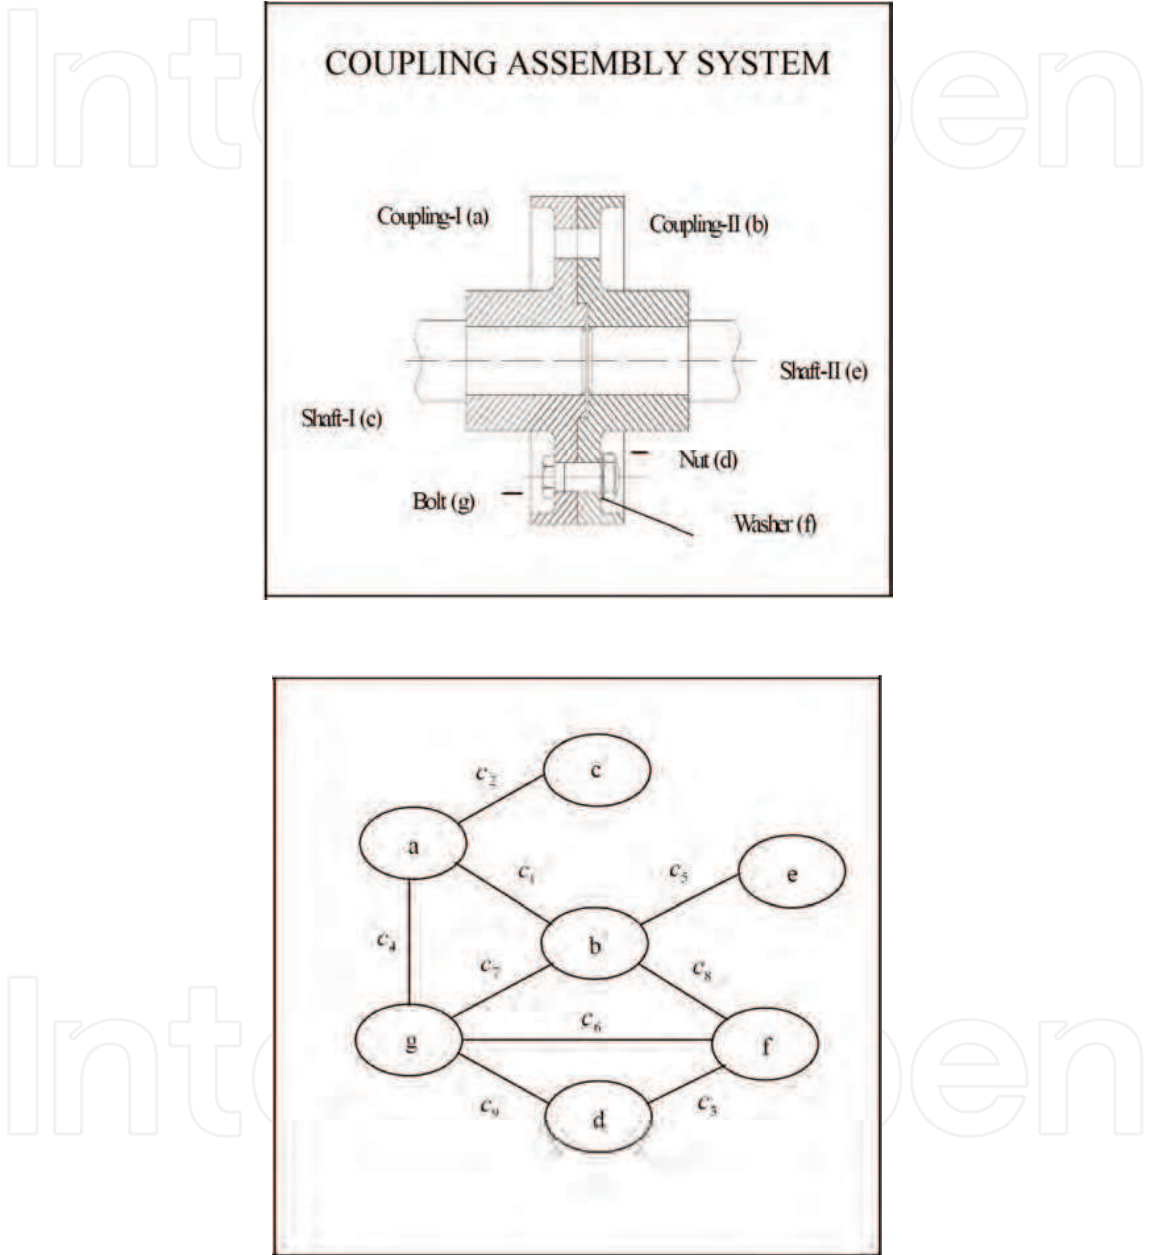 COUPLING ASSEMBLY SYSTEM
Coupling-I (a)
Coupling-II (b)
Shaft-II (e)
Shaft-I (c)
Nut (d)
Bolt (g)
Washer (f)
c
c₂
a
c₁
c₅
e
c₄
b
c₇
c₈
c₆
g
f
c₉
c₃
d